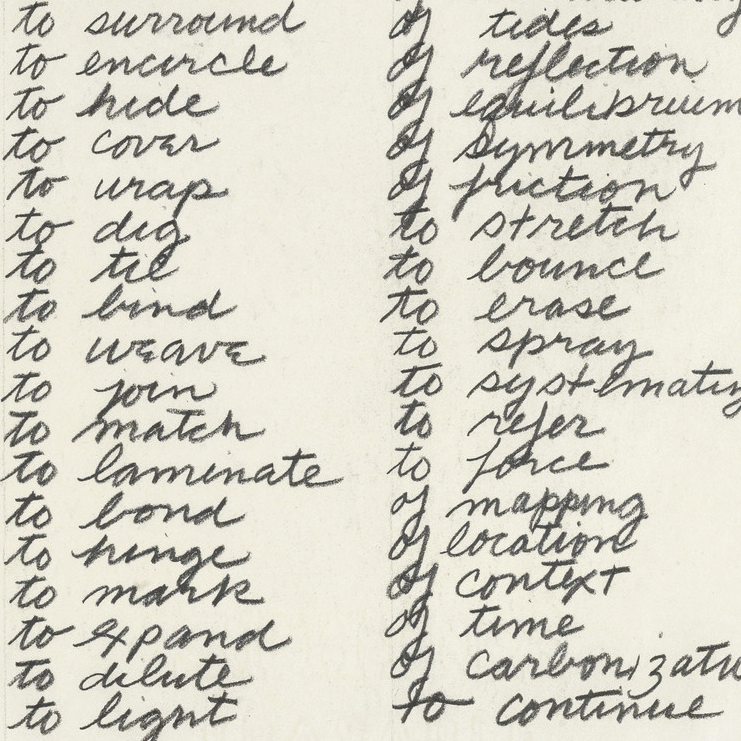 to surround
to encircle
to hide
to cover
to wrap
to dig
to tie
to bind
to weave
to join
to match
to laminate
to bond
to hinge
to mark
to expand
to dilute
to light
of tides
of reflection
of equilibrium
of symmetry
of friction
to stretch
to bounce
to erase
to spray
to systematiz
to refer
to force
of mapping
of location
of context
of time
of carbonizati
to continue